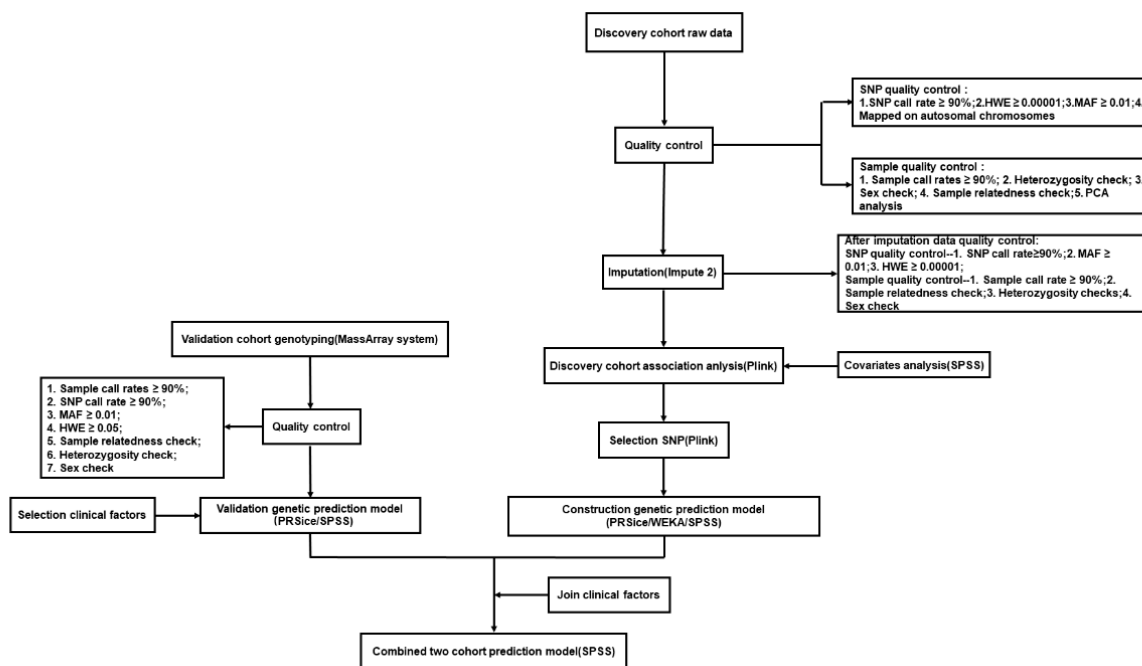 Discovery cohort raw data
SNP quality control :
1.SNP call rate ≥ 90%;2.HWE ≥ 0.00001;3.MAF ≥ 0.01;4.
Mapped on autosomal chromosomes
Quality control
Sample quality control :
1. Sample call rates ≥ 90%; 2. Heterozygosity check; 3.
Sex check; 4. Sample relatedness check;5. PCA
analysis
After imputation data quality control:
SNP quality control--1. SNP call rate≥90%;2. MAF ≥
0.01;3. HWE ≥ 0.00001;
Sample quality control--1. Sample call rate ≥ 90%;2.
Sample relatedness check;3. Heterozygosity checks;4.
Sex check
Imputation(Impute 2)
Validation cohort genotyping(MassArray system)
Discovery cohort association anlysis(Plink)
Covariates analysis(SPSS)
1. Sample call rates ≥ 90%;
2. SNP call rate ≥ 90%;
3. MAF ≥ 0.01;
4. HWE ≥ 0.05;
5. Sample relatedness check;
6. Heterozygosity check;
7. Sex check
Quality control
Selection SNP(Plink)
Selection clinical factors
Validation genetic prediction model
(PRSice/SPSS)
Construction genetic prediction model
(PRSice/WEKA/SPSS)
Join clinical factors
Combined two cohort prediction model(SPSS)